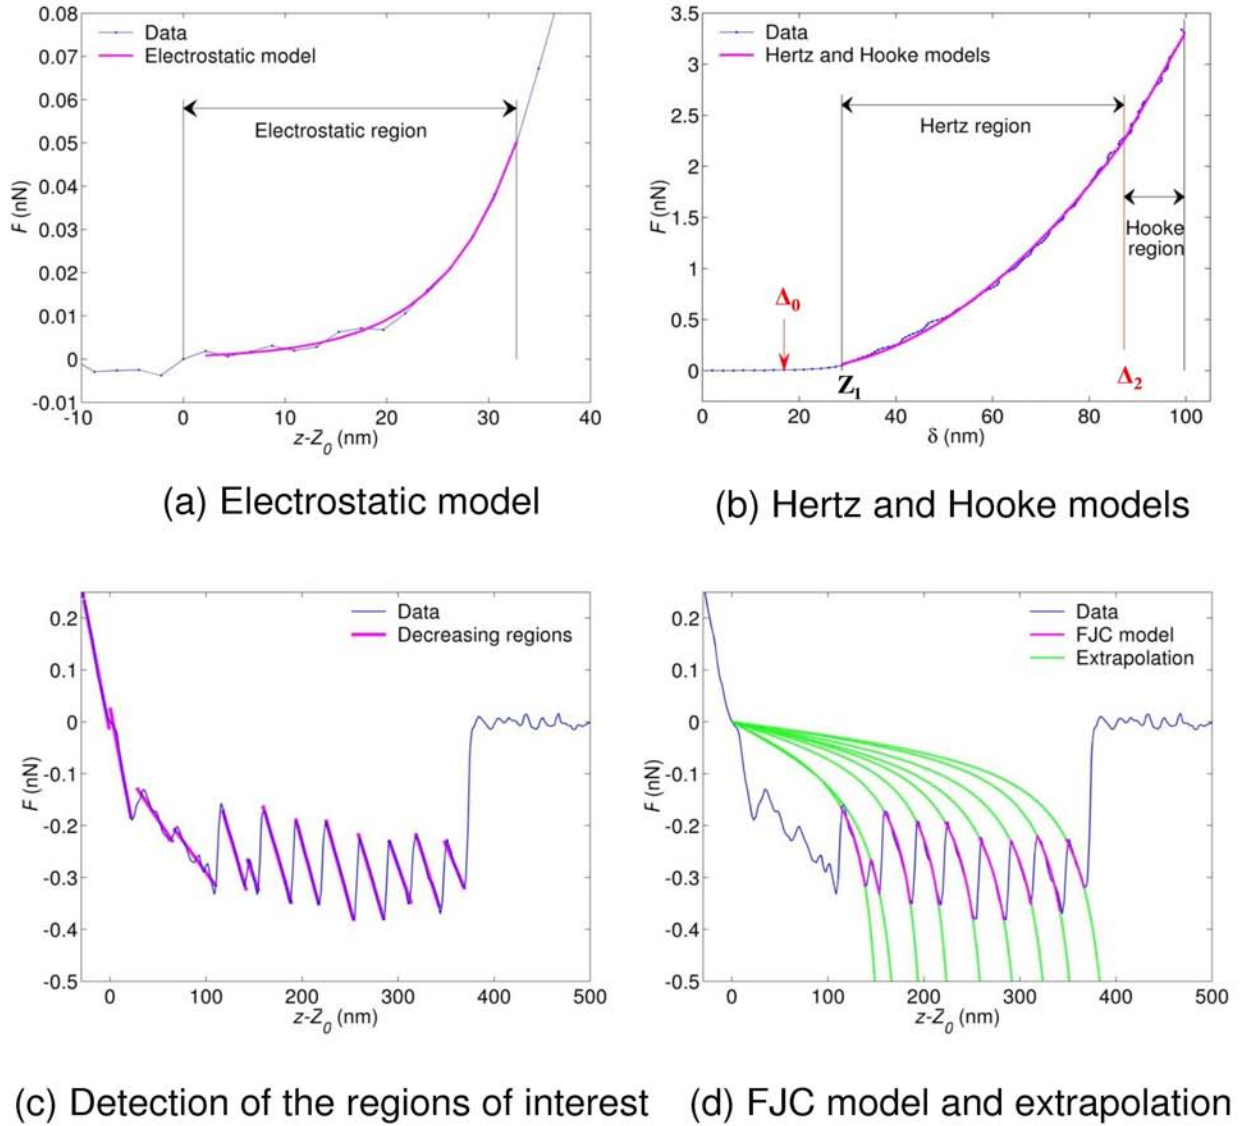 0.08
0.07
0.06
0.05
0.04
0.03
0.02
0.01
0
-0.01
F (nN)
Data
Electrostatic model
Electrostatic region
-10 0 10 20 30 40
z-Z0 (nm)
(a) Electrostatic model
3.5
3
2.5
2
1.5
1
0.5
0
F (nN)
Data
Hertz and Hooke models
Hertz region
Hooke
region
Δ0
Z1
Δ2
0 20 40 60 80 100
δ (nm)
(b) Hertz and Hooke models
0.2
0.1
0
-0.1
-0.2
-0.3
-0.4
-0.5
F (nN)
Data
Decreasing regions
0 100 200 300 400 500
z-Z0 (nm)
(c) Detection of the regions of interest
0.2
0.1
0
-0.1
-0.2
-0.3
-0.4
-0.5
F (nN)
Data
FJC model
Extrapolation
0 100 200 300 400 500
z-Z0 (nm)
(d) FJC model and extrapolation